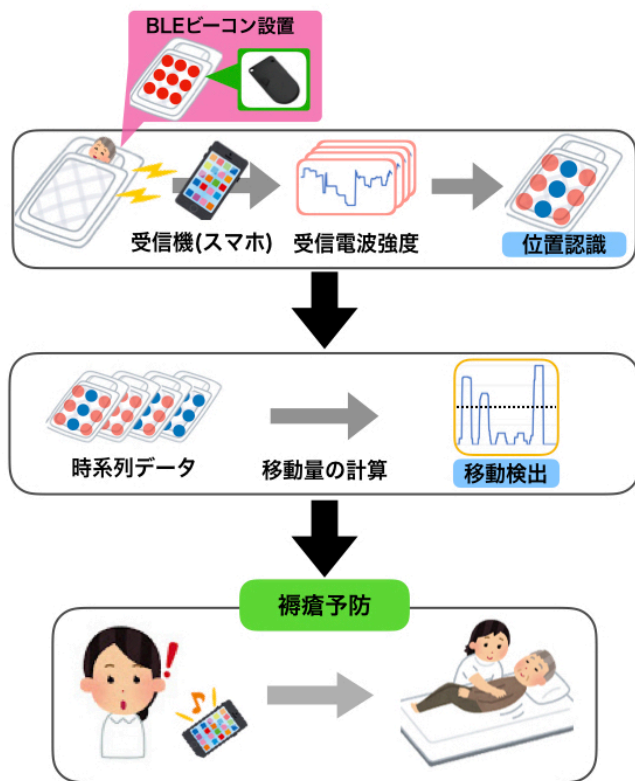 BLEビーコン設置
受信機(スマホ)
受信電波強度
位置認識
時系列データ
移動量の計算
移動検出
褥瘡予防